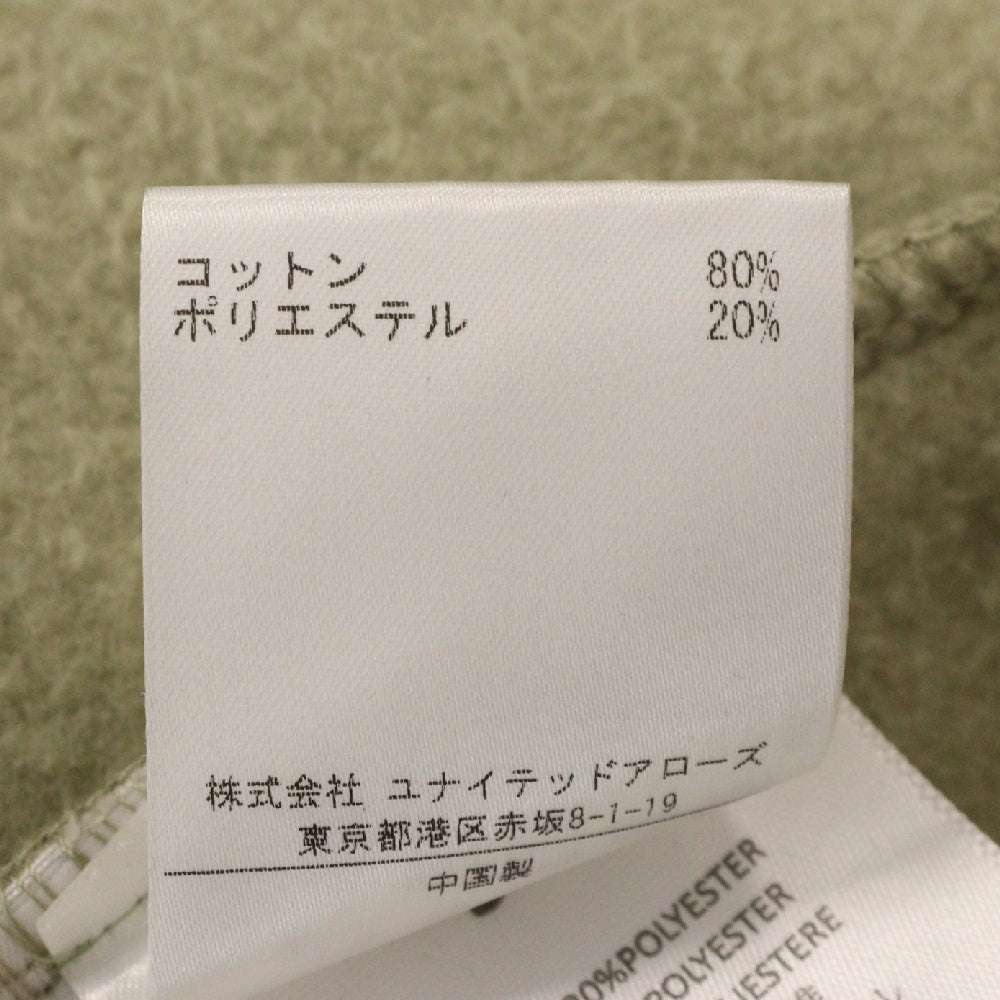 コットン 80%
ポリエステル 20%
株式会社 ユナイテッドアローズ
東京都港区赤坂8-1-19
中国製
POLYESTER
POLYESTER